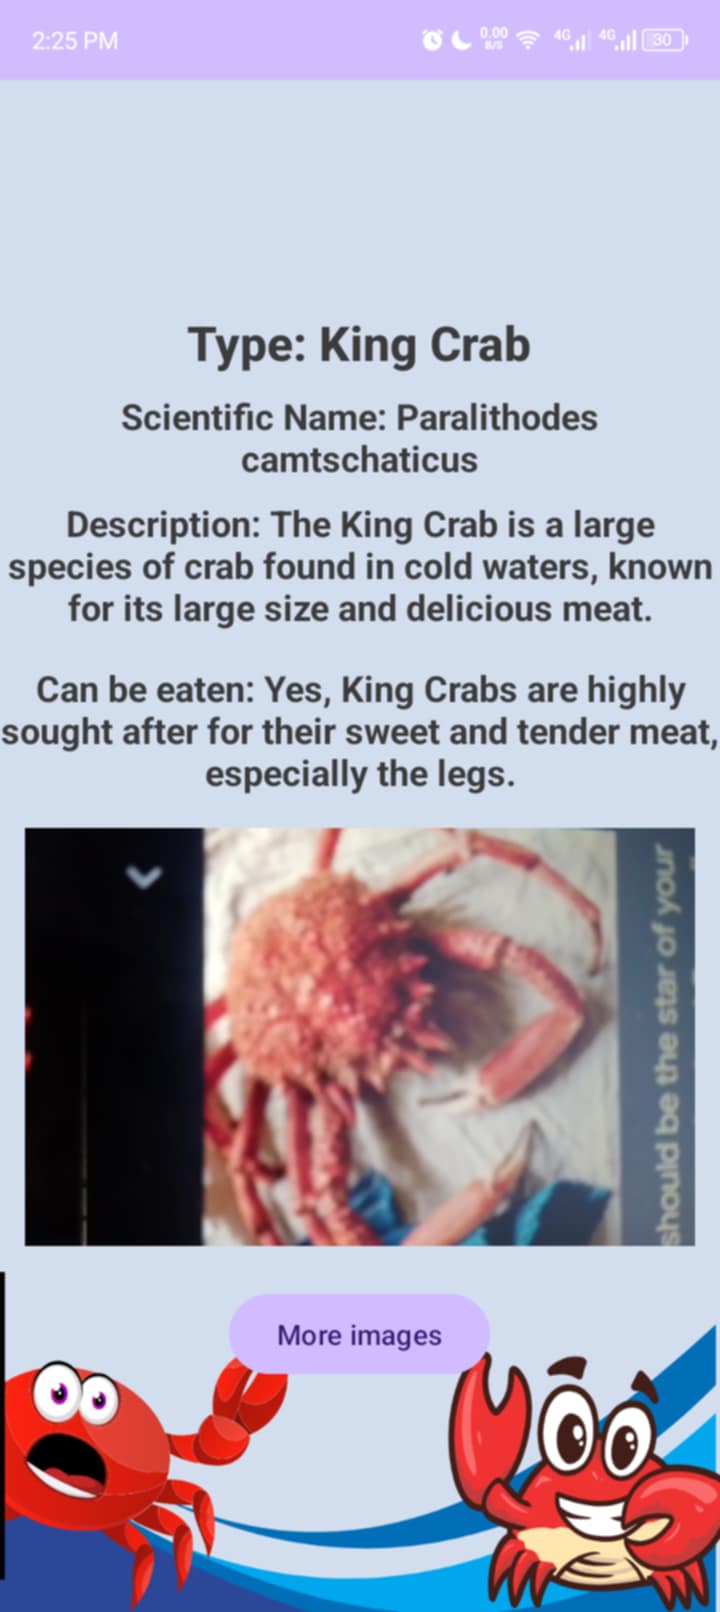 2:25 PM
0.00
B/S
4G
4G
30
Type: King Crab
Scientific Name: Paralithodes
camtschaticus
Description: The King Crab is a large
species of crab found in cold waters, known
for its large size and delicious meat.
Can be eaten: Yes, King Crabs are highly
sought after for their sweet and tender meat,
especially the legs.
should be the star of your
More images